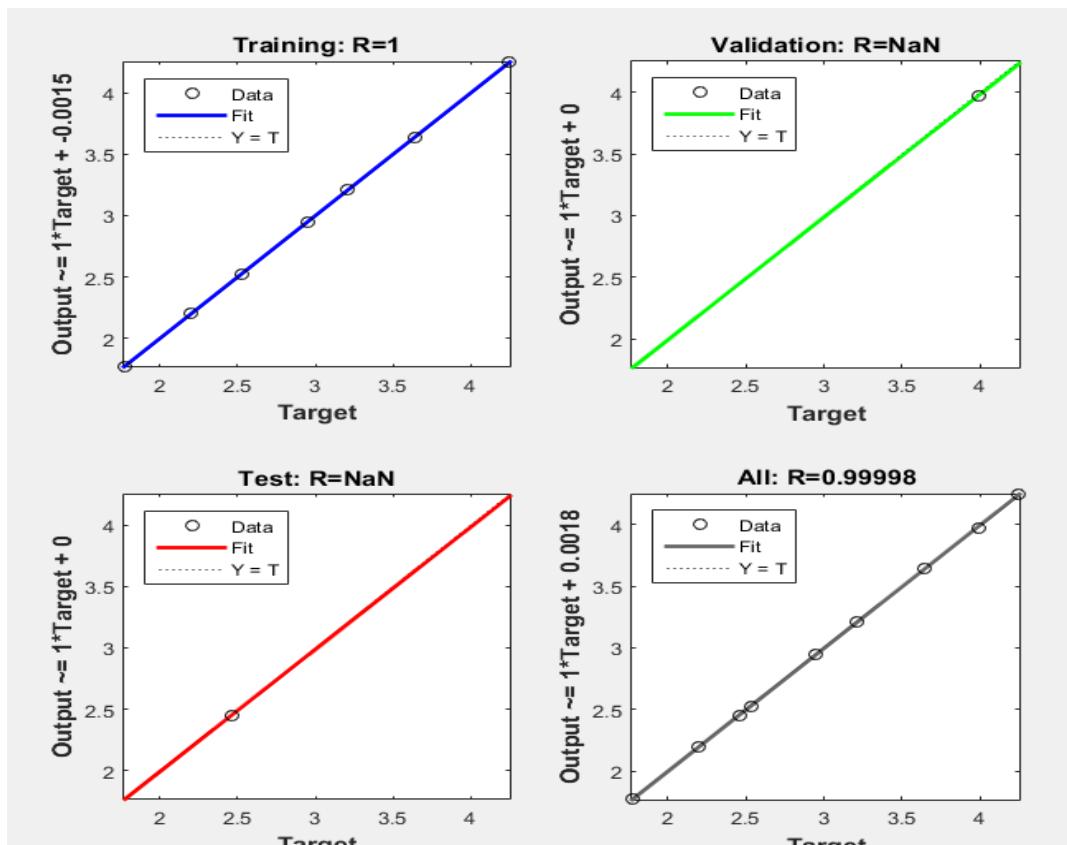 Training: R=1
Output ~= 1*Target + -0.0015
Data
Fit
Y = T
4
3.5
3
2.5
2
2 2.5 3 3.5 4
Target
Validation: R=NaN
Output ~= 1*Target + 0
Data
Fit
Y = T
4
3.5
3
2.5
2
2 2.5 3 3.5 4
Target
Test: R=NaN
Output ~= 1*Target + 0
Data
Fit
Y = T
4
3.5
3
2.5
2
2 2.5 3 3.5 4
Target
All: R=0.99998
Output ~= 1*Target + 0.0018
Data
Fit
Y = T
4
3.5
3
2.5
2
2 2.5 3 3.5 4
Target